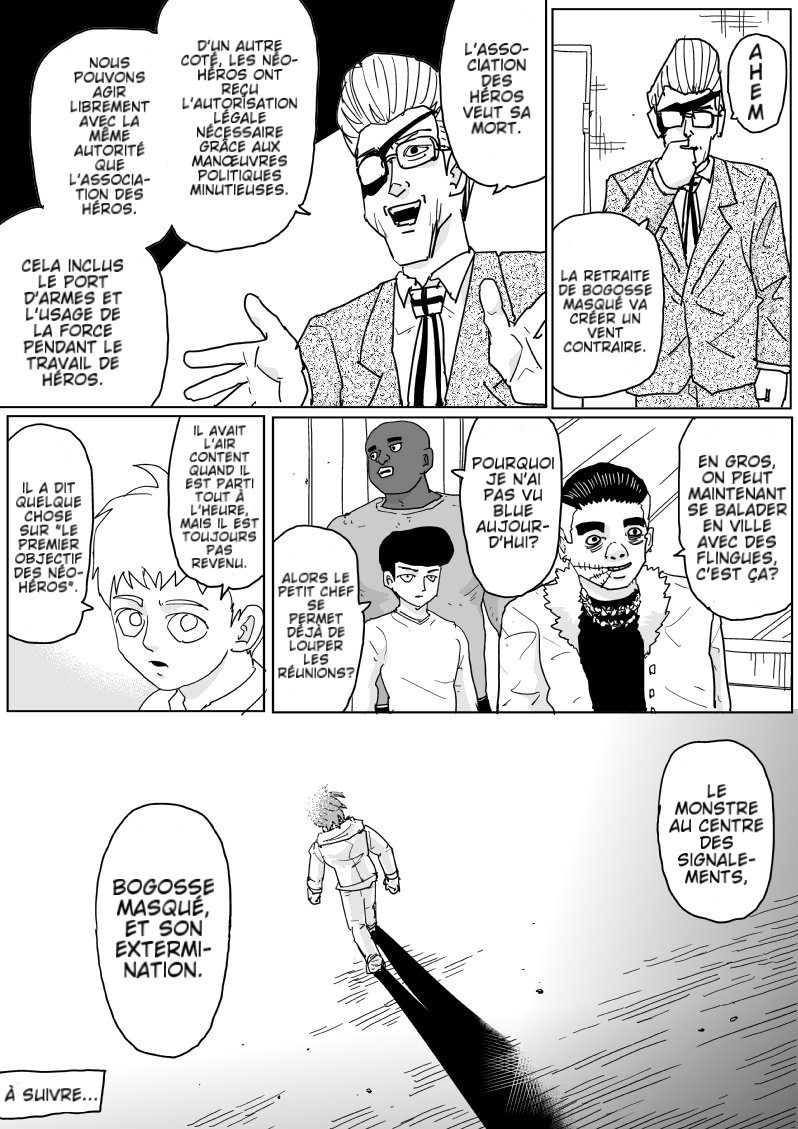 AHEM
LA RETRAITE
DE BOGOSSE
MASQUÉ VA
CRÉER UN
VENT
CONTRAIRE.
L'ASSO-
CIATION
DES
HÉROS
VEUT SA
MORT.
D'UN AUTRE
COTÉ, LES NÉO-
HÉROS ONT
REÇU
L'AUTORISATION
LÉGALE
NÉCESSAIRE
GRÂCE AUX
MANŒUVRES
POLITIQUES
MINUTIEUSES.
NOUS
POUVONS
AGIR
LIBREMENT
AVEC LA
MÊME
AUTORITÉ
QUE
L'ASSOCIA-
TION DES
HÉROS.
CELA INCLUS
LE PORT
D'ARMES ET
L'USAGE DE
LA FORCE
PENDANT LE
TRAVAIL DE
HÉROS.
EN GROS,
ON PEUT
MAINTENANT
SE BALADER
EN VILLE
AVEC DES
FLINGUES,
C'EST ÇA?
POURQUOI
JE N'AI
PAS VU
BLUE
AUJOUR-
D'HUI?
ALORS LE
PETIT CHEF
SE
PERMET
DÉJÀ DE
LOUPER
LES
RÉUNIONS?
IL AVAIT
L'AIR
CONTENT
QUAND IL
EST PARTI
TOUT À
L'HEURE,
MAIS IL EST
TOUJOURS
PAS
REVENU.
IL A DIT
QUELQUE
CHOSE
SUR "LE
PREMIER
OBJECTIF
DES NÉO-
HÉROS".
LE
MONSTRE
AU CENTRE
DES
SIGNALE-
MENTS,
BOGOSSE
MASQUÉ,
ET SON
EXTERMI-
NATION.
À SUIVRE...